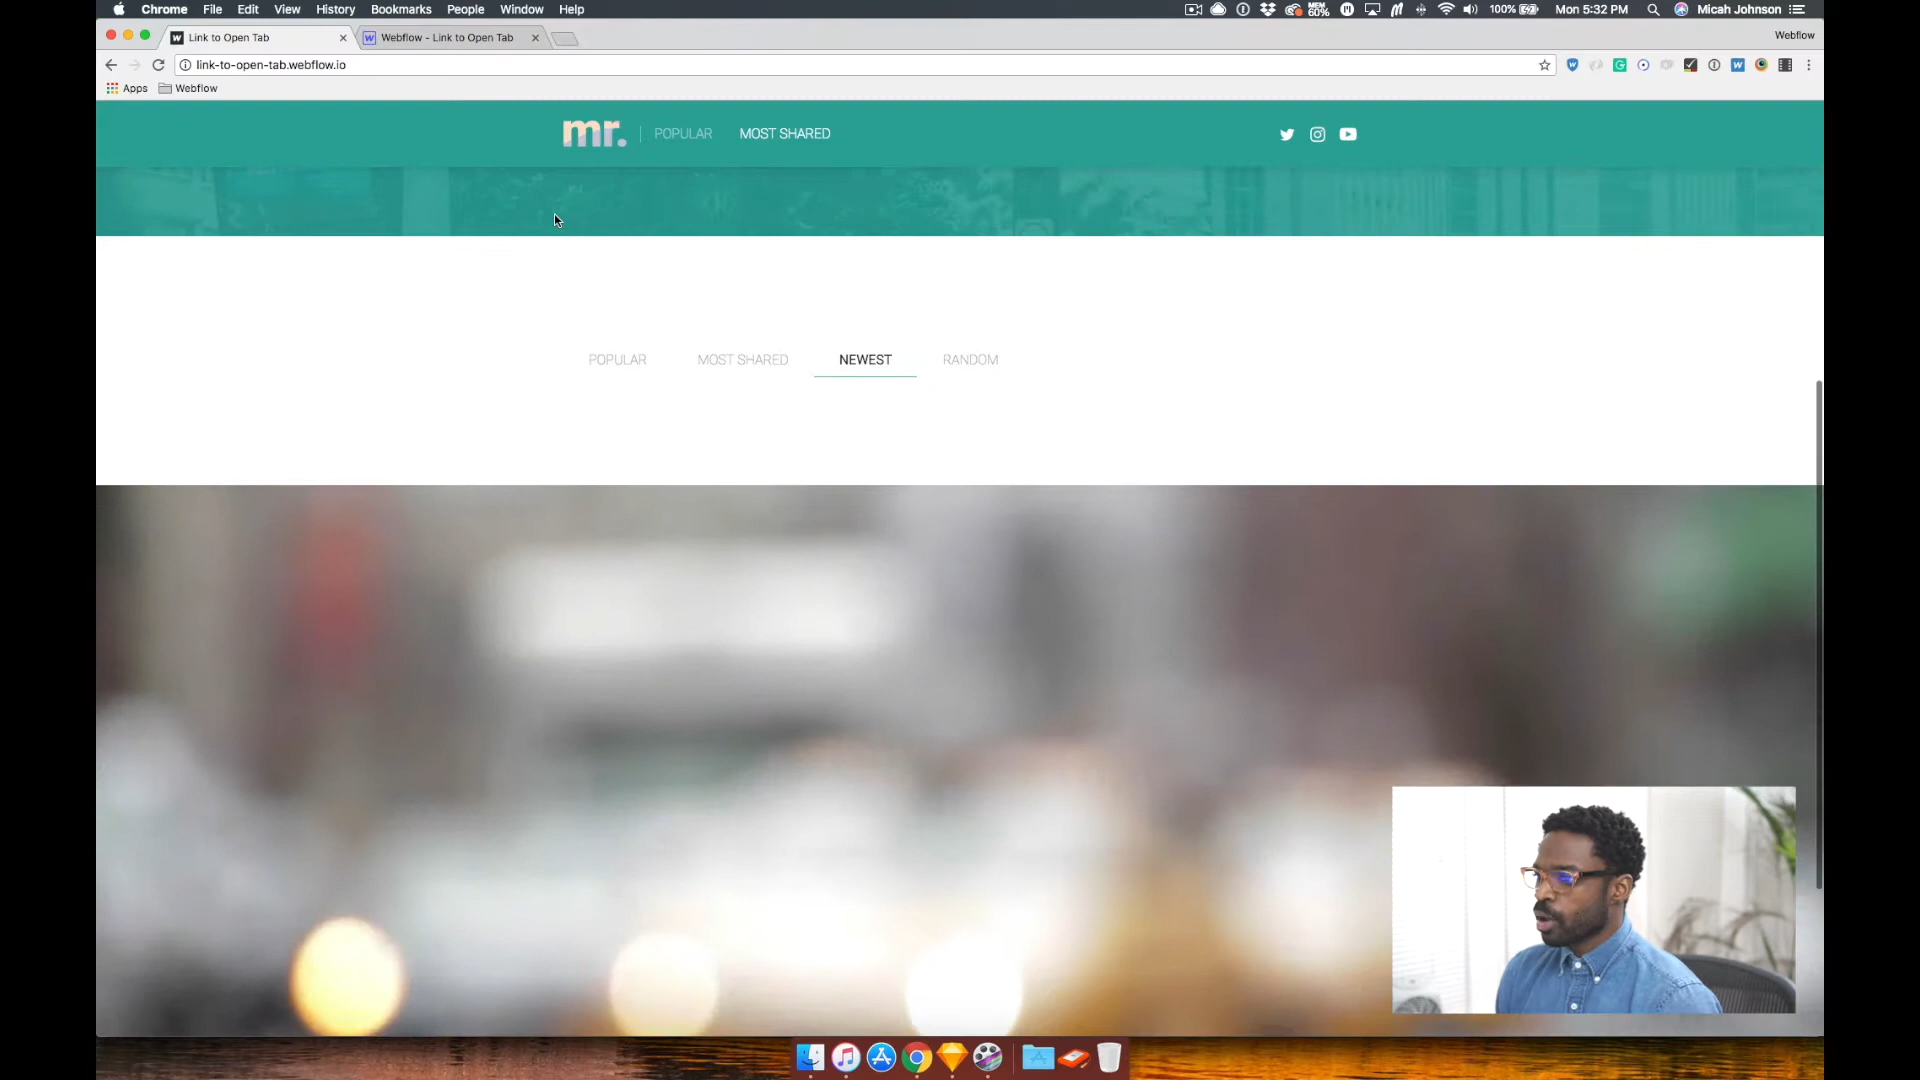 Chrome File Edit View History Bookmarks People Window Help MEM 60% 100% Mon 5:32 PM Micah Johnson
Link to Open Tab Webflow - Link to Open Tab Webflow
link-to-open-tab.webflow.io
Apps Webflow
mr. POPULAR MOST SHARED
POPULAR MOST SHARED NEWEST RANDOM